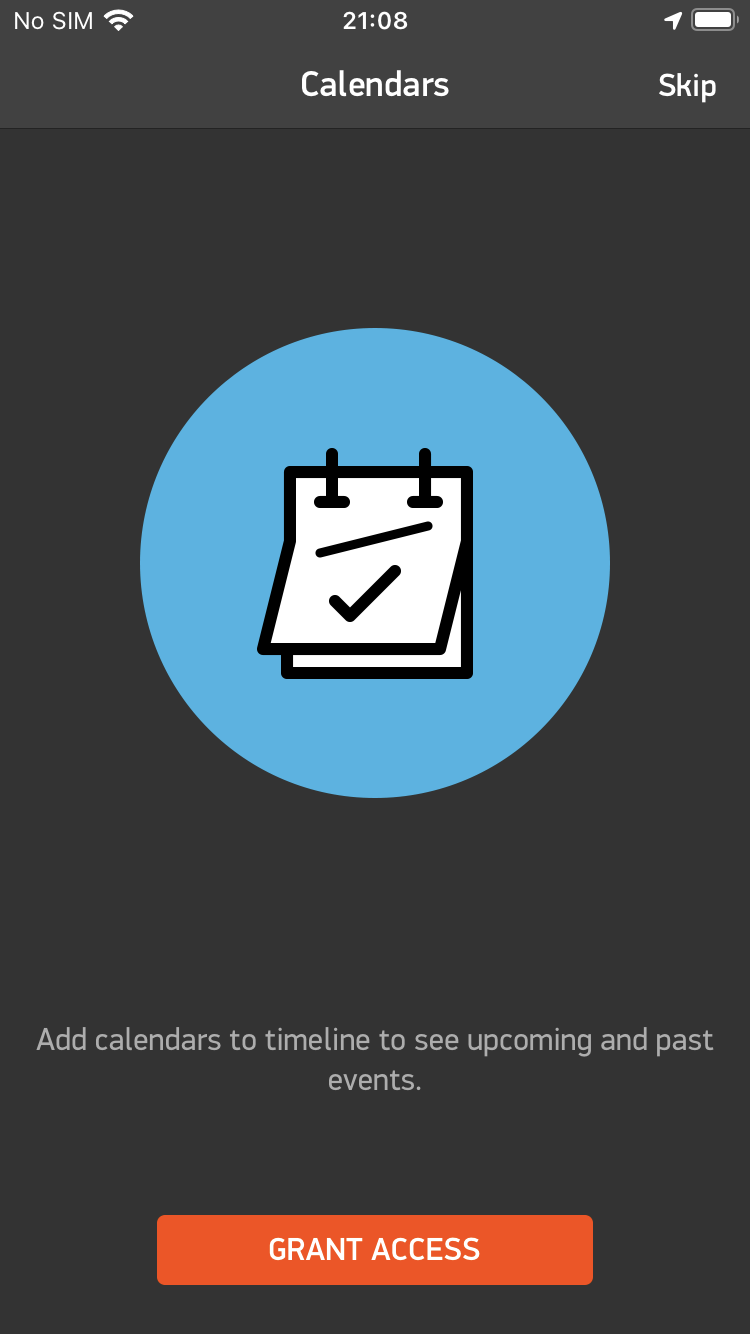 No SIM 21:08
Calendars Skip
Add calendars to timeline to see upcoming and past
events.
GRANT ACCESS